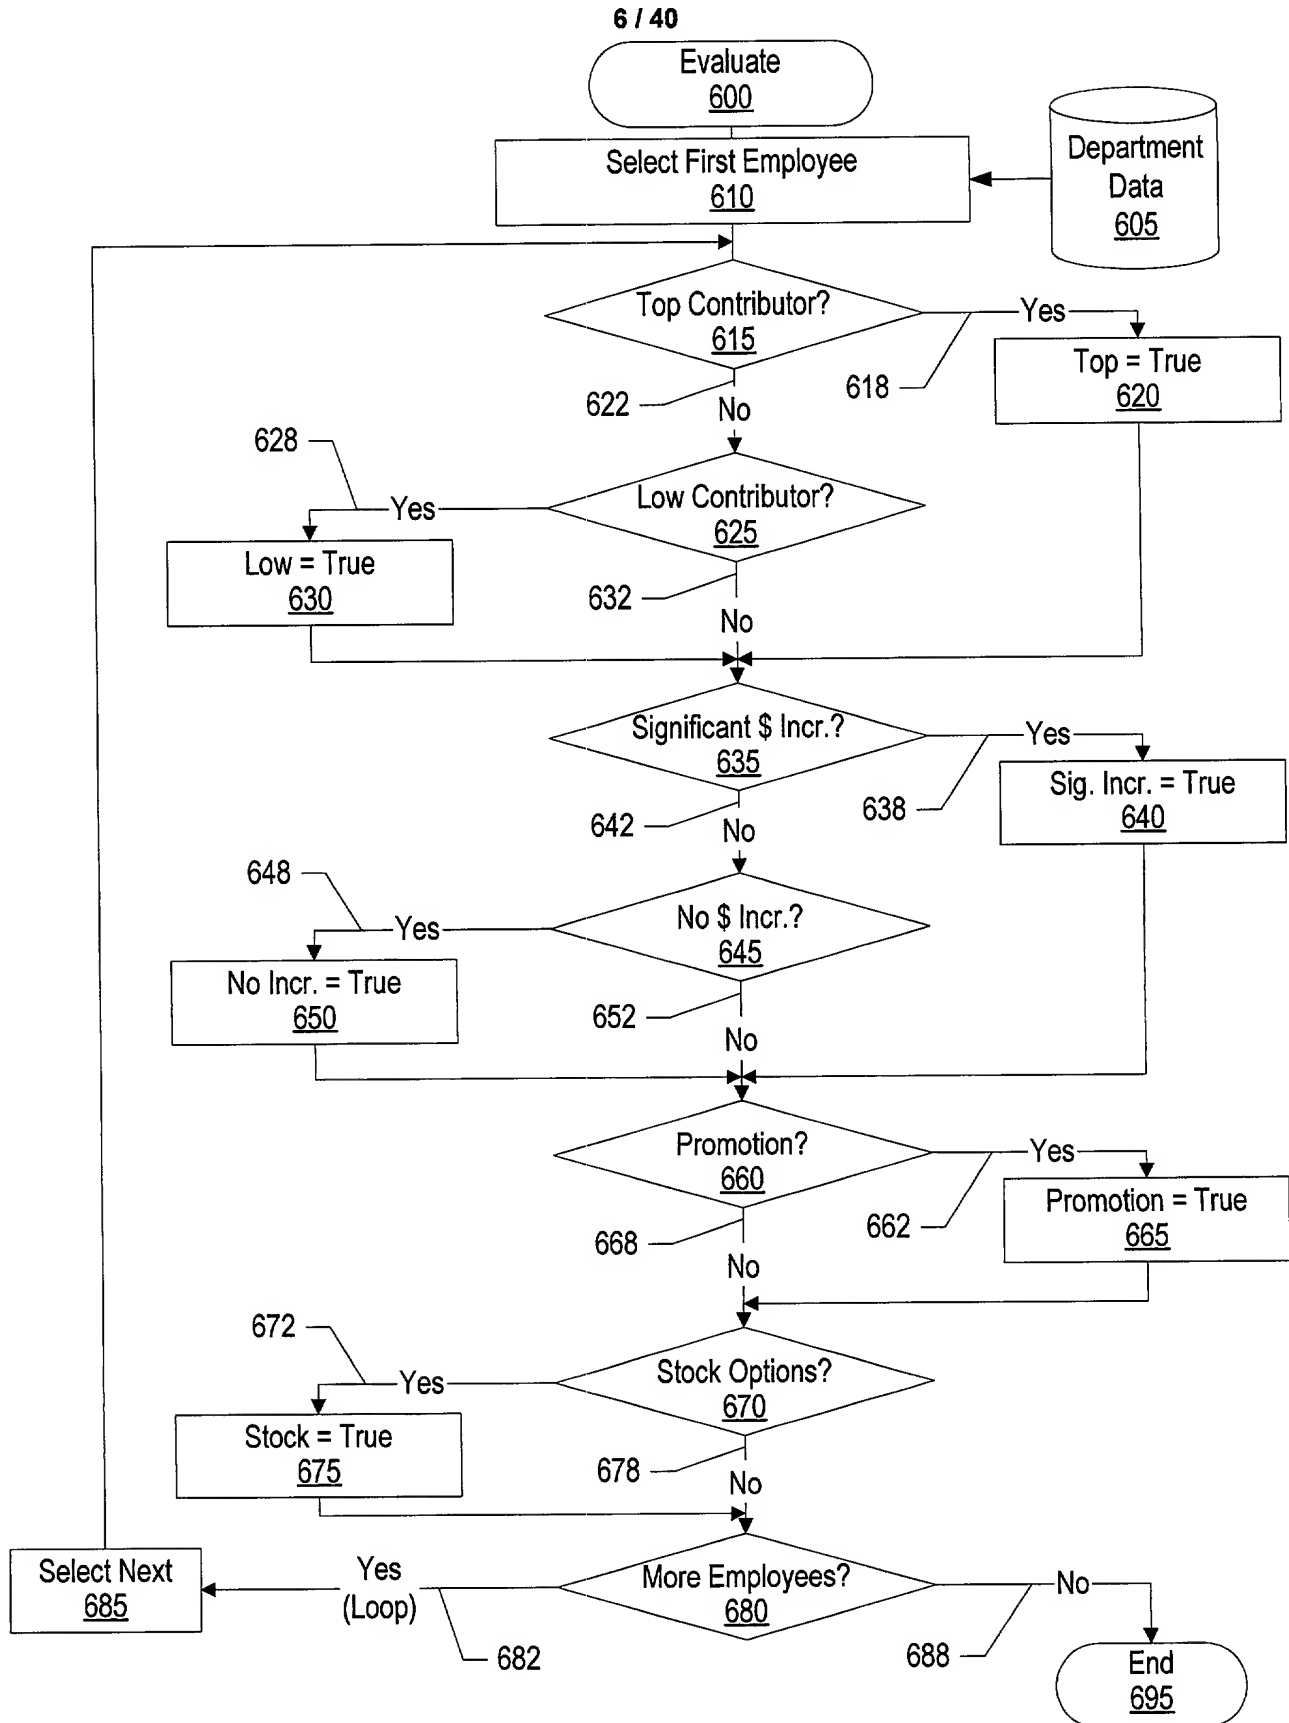 6 / 40
Evaluate
600
Select First Employee
610
Department
Data
605
Top Contributor?
615
Yes
618
Top = True
620
622
No
628
Yes
Low Contributor?
625
Low = True
630
632
No
Significant $ Incr.?
635
Yes
638
Sig. Incr. = True
640
642
No
648
Yes
No $ Incr.?
645
No Incr. = True
650
652
No
Promotion?
660
Yes
662
Promotion = True
665
668
No
672
Yes
Stock Options?
670
Stock = True
675
678
No
More Employees?
680
Yes
(Loop)
682
Select Next
685
No
688
End
695